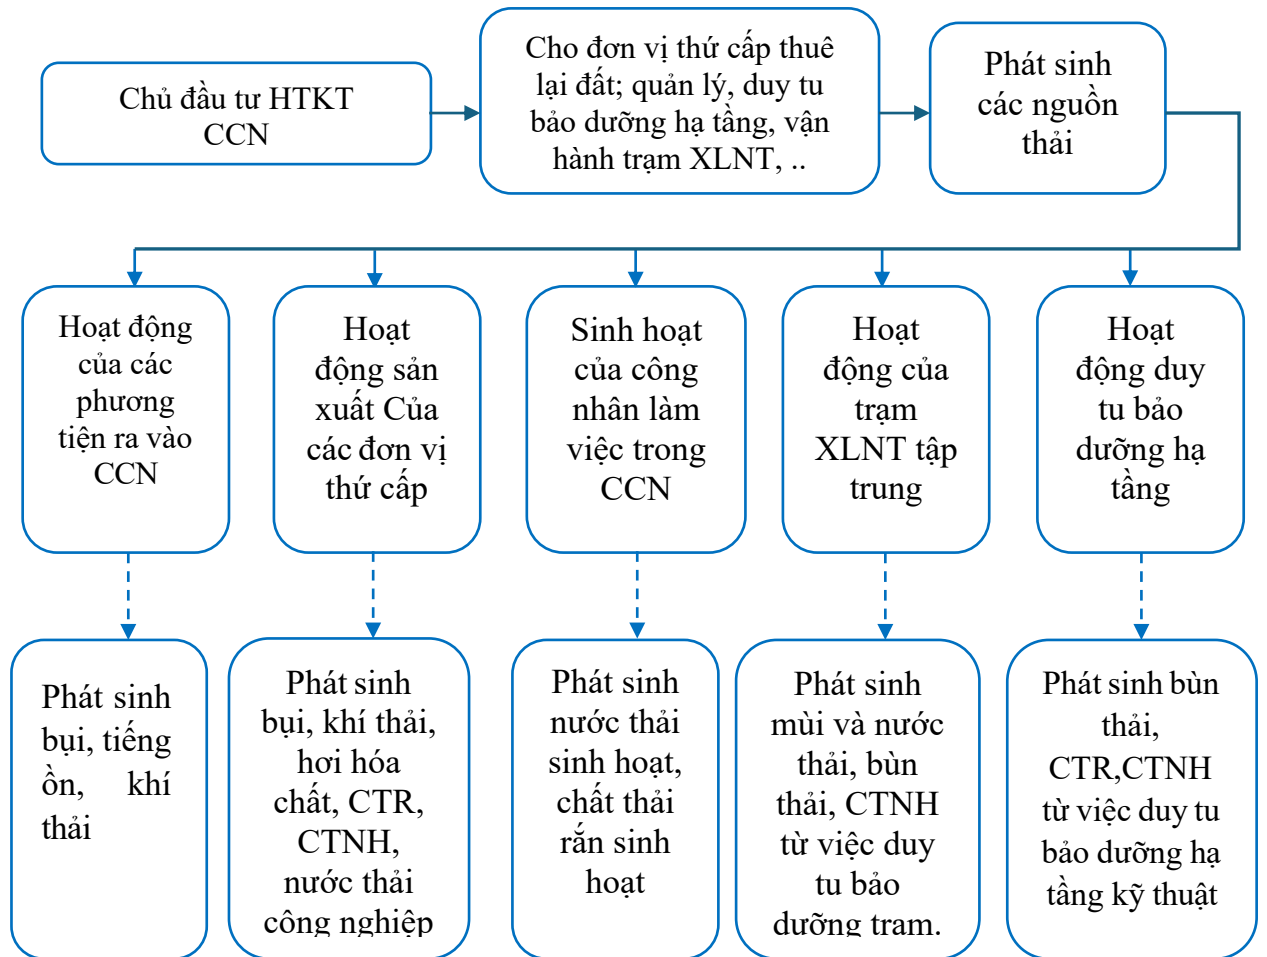 Chủ đầu tư HTKT
CCN
Cho đơn vị thứ cấp thuê
lại đất; quản lý, duy tu
bảo dưỡng hạ tầng, vận
hành trạm XLNT, ..
Phát sinh
các nguồn
thải
Hoạt động
của các
phương
tiện ra vào
CCN
Hoạt
động sản
xuất Của
các đơn vị
thứ cấp
Sinh hoạt
của công
nhân làm
việc trong
CCN
Hoạt
động của
trạm
XLNT tập
trung
Hoạt
động duy
tu bảo
dưỡng hạ
tầng
Phát sinh
bụi, tiếng
ồn, khí
thải
Phát sinh
bụi, khí thải,
hơi hóa
chất, CTR,
CTNH,
nước thải
công nghiệp
Phát sinh
nước thải
sinh hoạt,
chất thải
rắn sinh
hoạt
Phát sinh
mùi và nước
thải, bùn
thải, CTNH
từ việc duy
tu bảo
dưỡng trạm.
Phát sinh bùn
thải,
CTR,CTNH
từ việc duy tu
bảo dưỡng hạ
tầng kỹ thuật